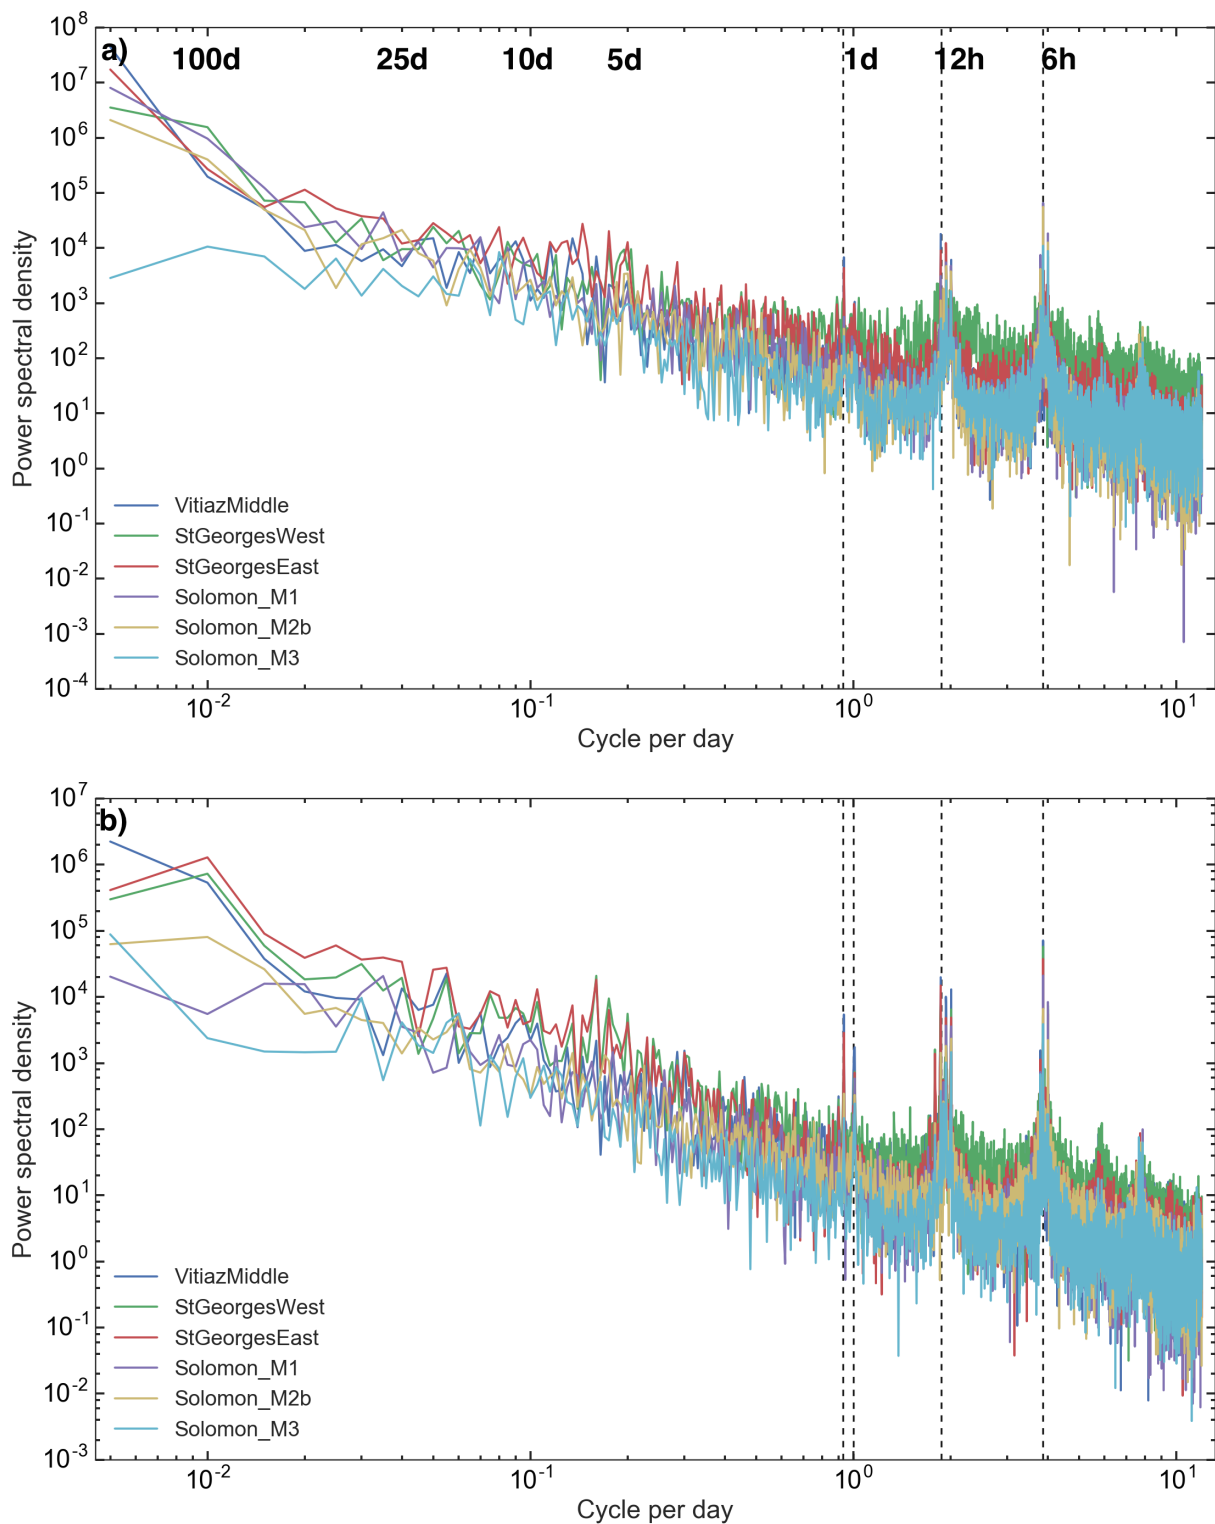 10^8
a) 100d 25d 10d 5d 1d 12h 6h
10^7
10^6
10^5
10^4
10^3
10^2
10^1
10^0
10^-1
10^-2
10^-3
10^-4
Power spectral density
VitiazMiddle
StGeorgesWest
StGeorgesEast
Solomon_M1
Solomon_M2b
Solomon_M3
10^-2 10^-1 10^0 10^1
Cycle per day
10^7
b)
10^6
10^5
10^4
10^3
10^2
10^1
10^0
10^-1
10^-2
10^-3
Power spectral density
VitiazMiddle
StGeorgesWest
StGeorgesEast
Solomon_M1
Solomon_M2b
Solomon_M3
10^-2 10^-1 10^0 10^1
Cycle per day